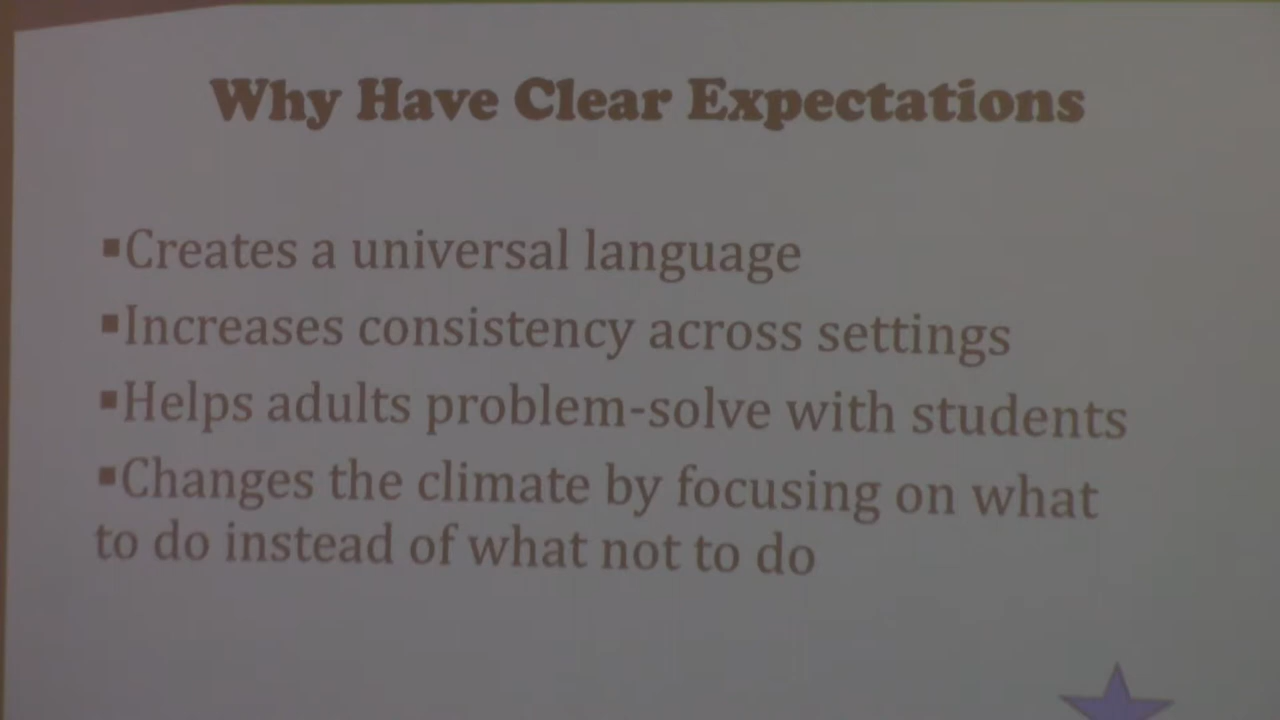 Why Have Clear Expectations
▪Creates a universal language
▪Increases consistency across settings
▪Helps adults problem-solve with students
▪Changes the climate by focusing on what
to do instead of what not to do